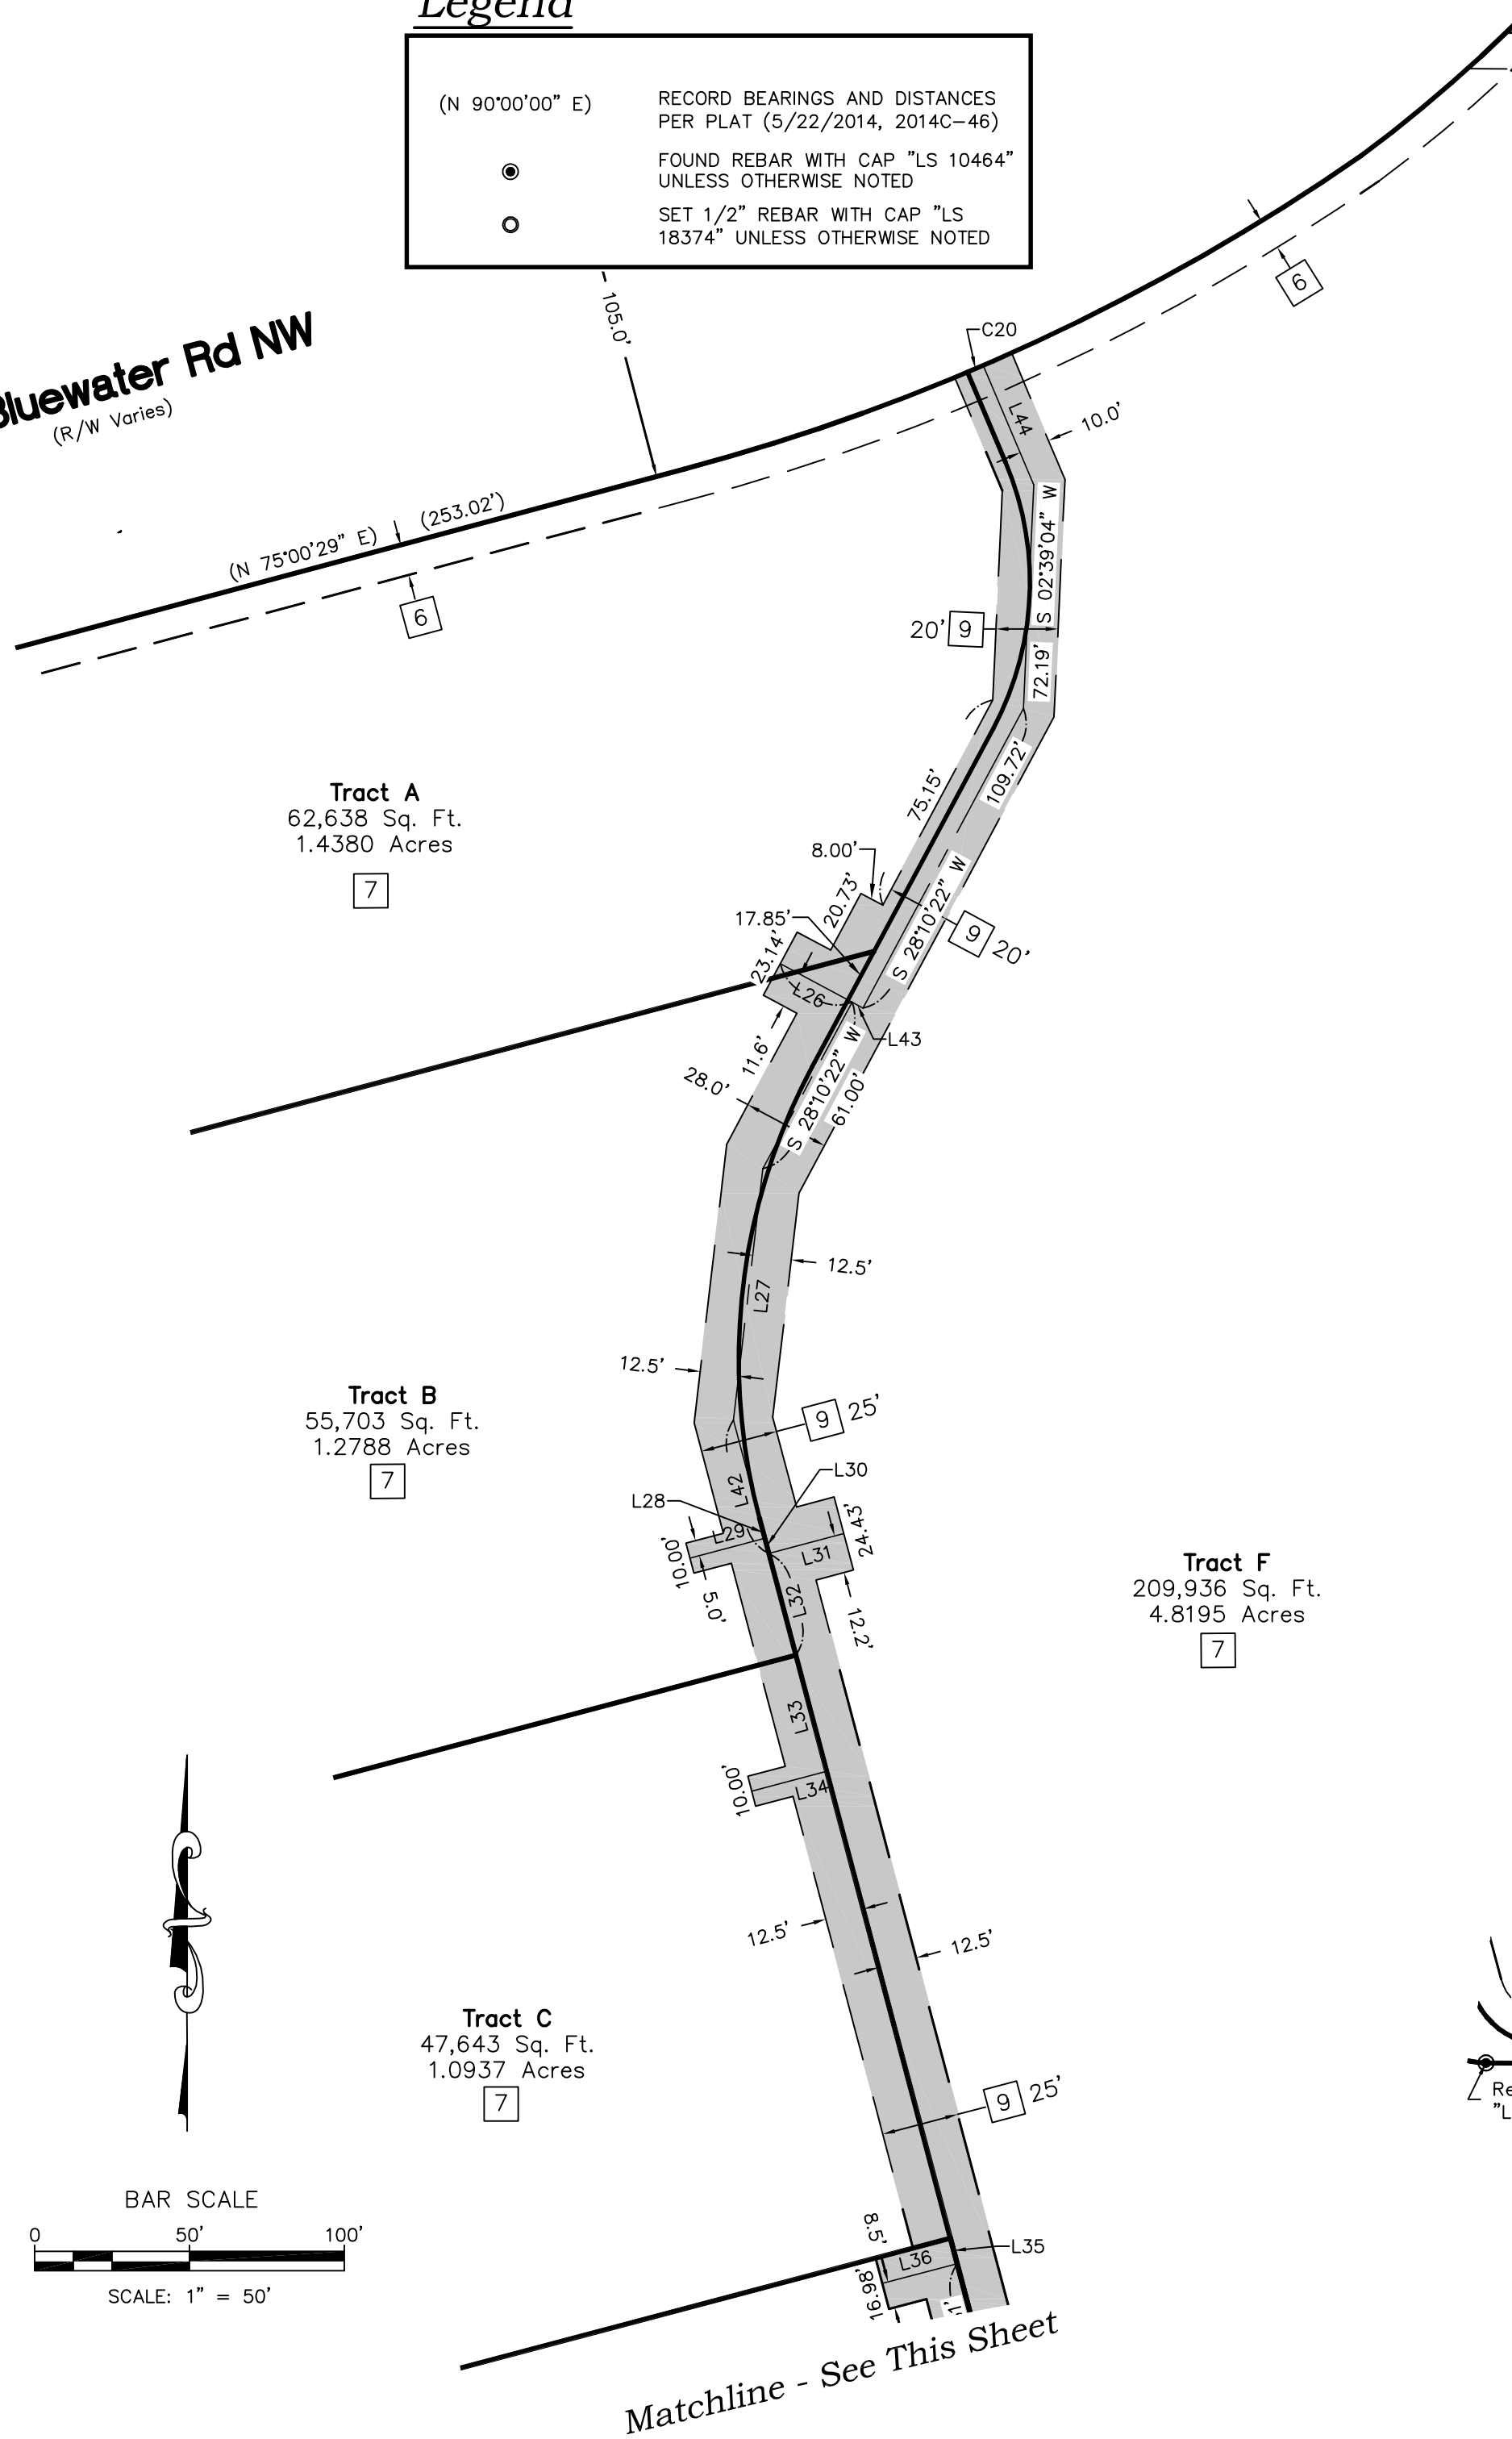 Legend
(N 90°00'00" E)
RECORD BEARINGS AND DISTANCES
PER PLAT (5/22/2014, 2014C-46)
FOUND REBAR WITH CAP "LS 10464"
UNLESS OTHERWISE NOTED
SET 1/2" REBAR WITH CAP "LS
18374" UNLESS OTHERWISE NOTED
105.0'
6
C20
Bluewater Rd NW
(R/W Varies)
L44
10.0'
(N 75°00'29" E)
(253.02')
6
S 02°39'04" W
72.19'
20'
9
Tract A
62,638 Sq. Ft.
1.4380 Acres
7
75.15'
109.72'
8.00'
20.73'
17.85'
23.14'
S 28°10'22" W
9
20'
L26
L43
11.6'
28.0'
S 28°10'22" W
61.00'
L27
12.5'
12.5'
Tract B
55,703 Sq. Ft.
1.2788 Acres
7
9
25'
L30
L42
L28
L29
24.43'
L31
10.00'
5.0'
L32
12.2'
Tract F
209,936 Sq. Ft.
4.8195 Acres
7
L33
10.00'
L34
12.5'
12.5'
Tract C
47,643 Sq. Ft.
1.0937 Acres
7
9
25'
Re
"L
BAR SCALE
0
50'
100'
SCALE: 1" = 50'
8.5'
L36
L35
16.98'
1'
Matchline - See This Sheet